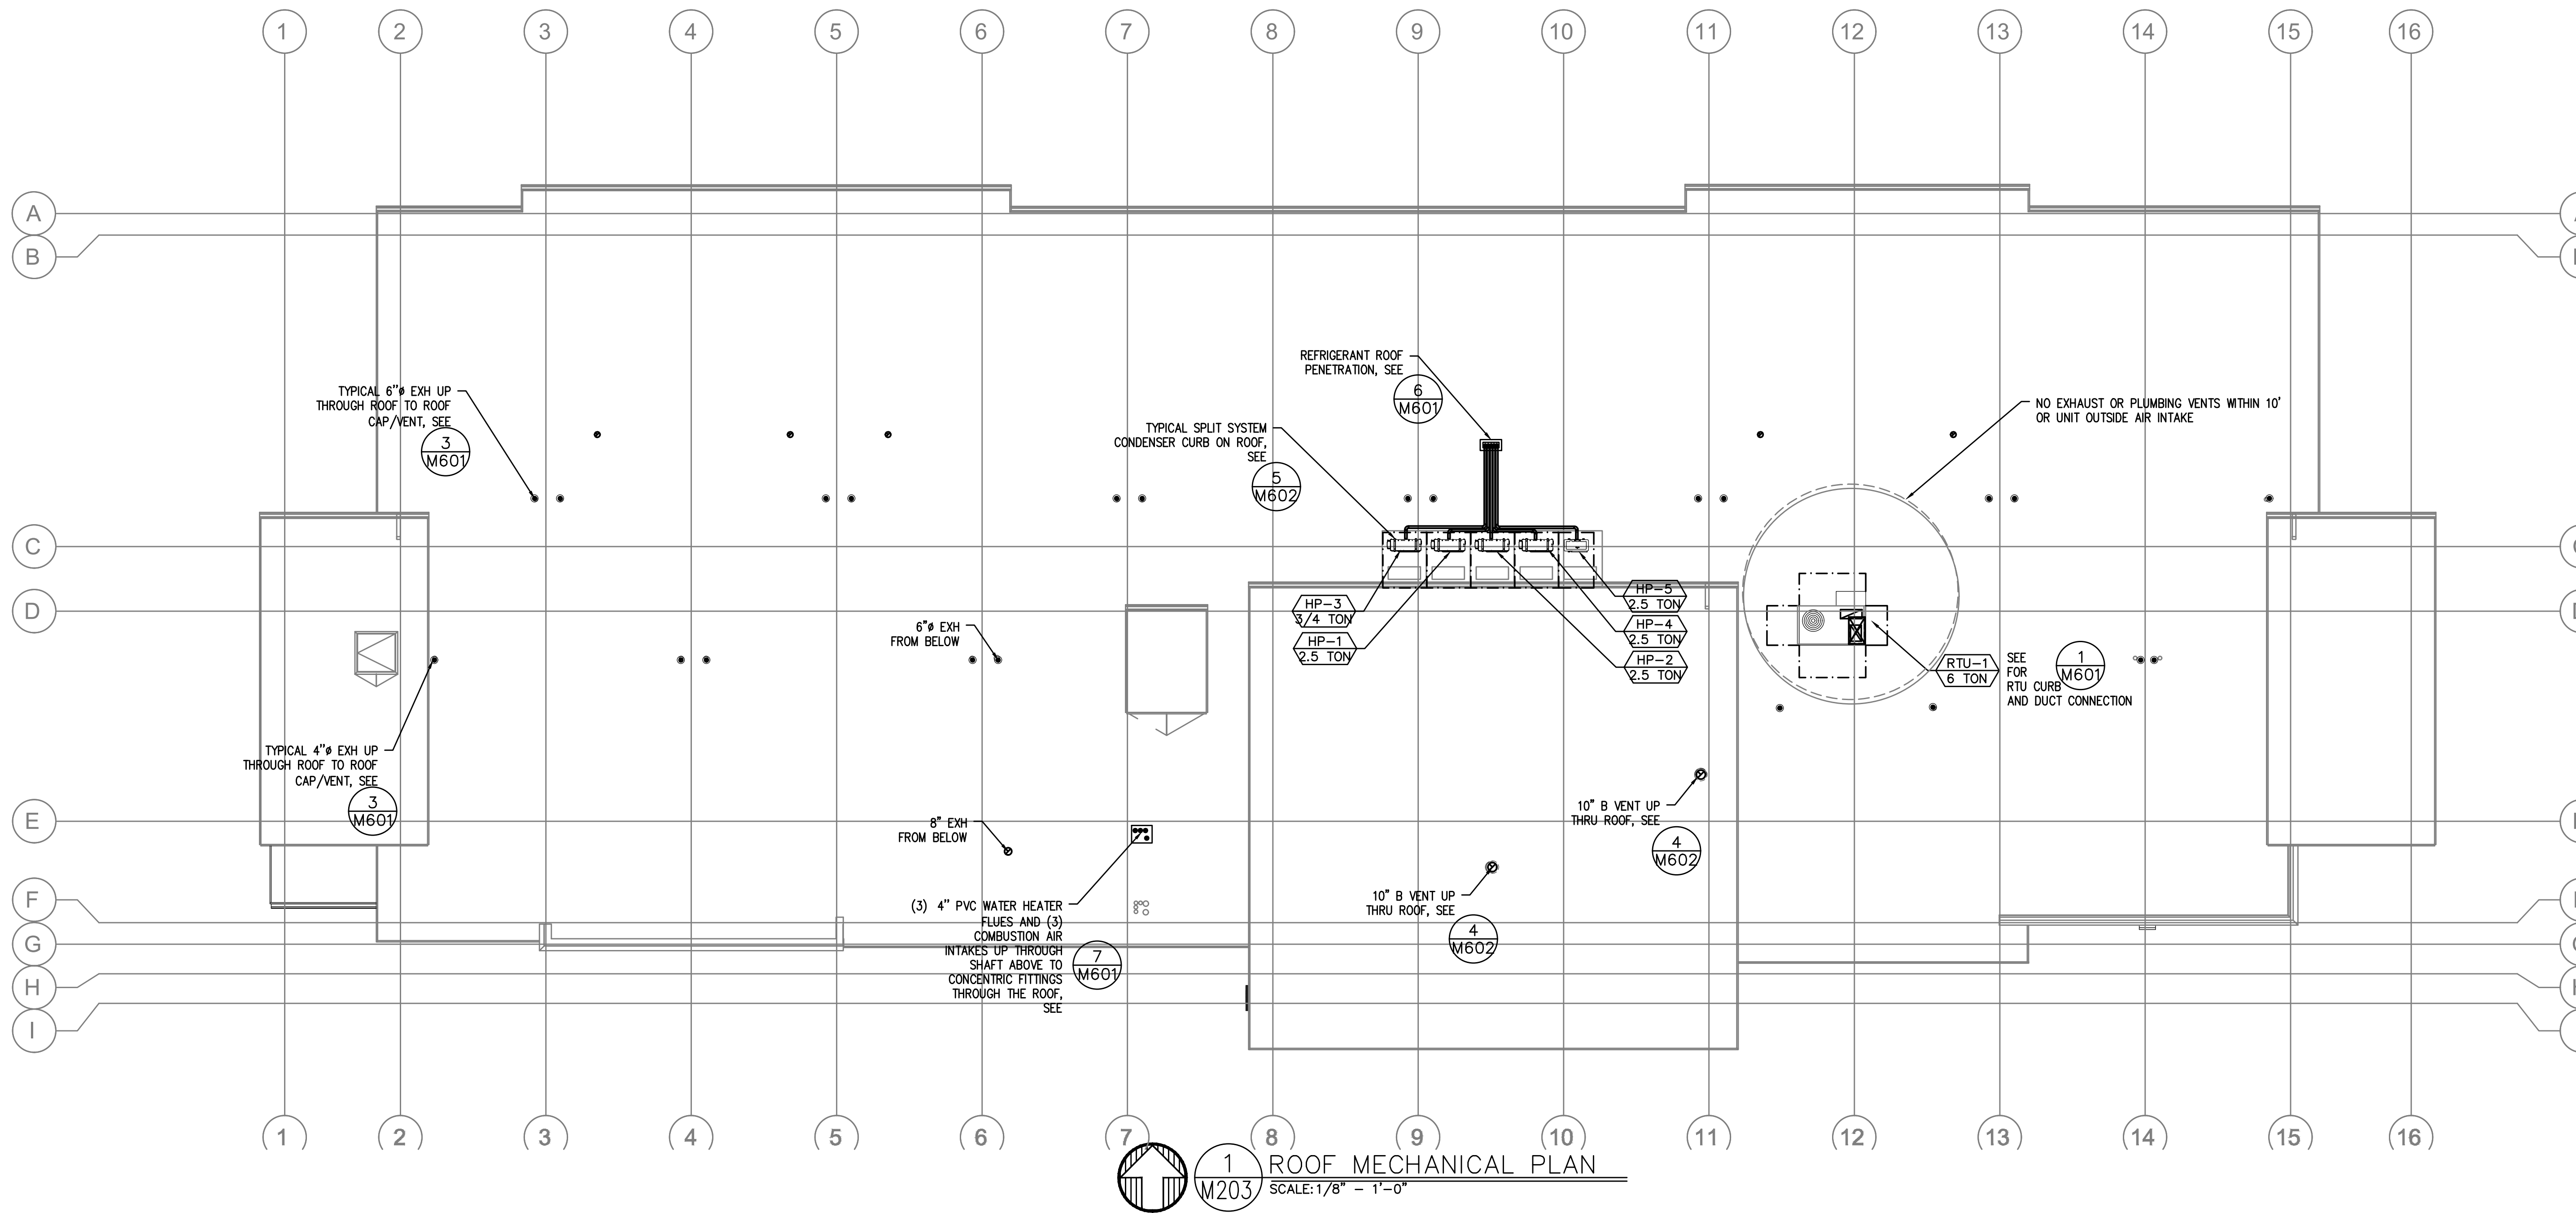 1 2 3 4 5 6 7 8 9 10 11 12 13 14 15 16
A
B
REFRIGERANT ROOF
PENETRATION, SEE
6
M601
TYPICAL 6"ø EXH UP
THROUGH ROOF TO ROOF
CAP/VENT, SEE
3
M601
TYPICAL SPLIT SYSTEM
CONDENSER CURB ON ROOF,
SEE
5
M602
NO EXHAUST OR PLUMBING VENTS WITHIN 10'
OR UNIT OUTSIDE AIR INTAKE
C
D
HP-3
3/4 TON
HP-1
2.5 TON
HP-5
2.5 TON
HP-4
2.5 TON
HP-2
2.5 TON
6"ø EXH
FROM BELOW
RTU-1
6 TON
SEE
FOR
RTU CURB
AND DUCT CONNECTION
1
M601
TYPICAL 4"ø EXH UP
THROUGH ROOF TO ROOF
CAP/VENT, SEE
3
M601
E
8" EXH
FROM BELOW
10" B VENT UP
THRU ROOF, SEE
4
M602
10" B VENT UP
THRU ROOF, SEE
4
M602
(3) 4" PVC WATER HEATER
FLUES AND (3)
COMBUSTION AIR
INTAKES UP THROUGH
SHAFT ABOVE TO
CONCENTRIC FITTINGS
THROUGH THE ROOF,
SEE
7
M601
F
G
H
I
1 2 3 4 5 6 7 8 9 10 11 12 13 14 15 16
1
M203
ROOF MECHANICAL PLAN
SCALE: 1/8" - 1'-0"